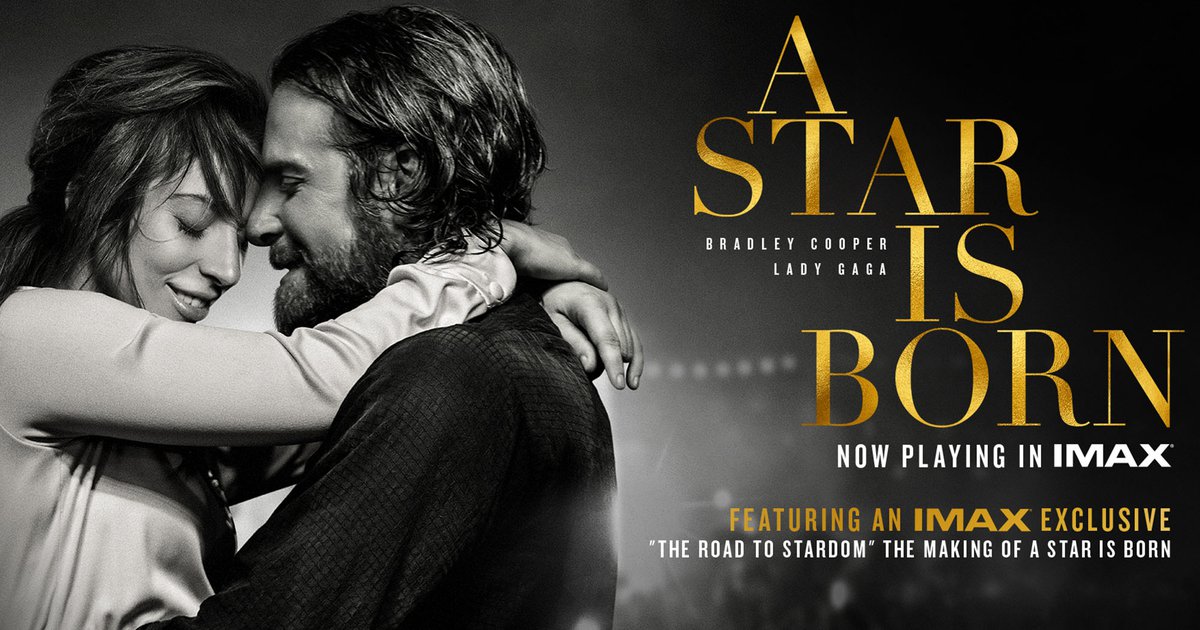 A
STAR
IS
BORN
BRADLEY COOPER
LADY GAGA
NOW PLAYING IN IMAX®
FEATURING AN IMAX® EXCLUSIVE
"THE ROAD TO STARDOM" THE MAKING OF A STAR IS BORN